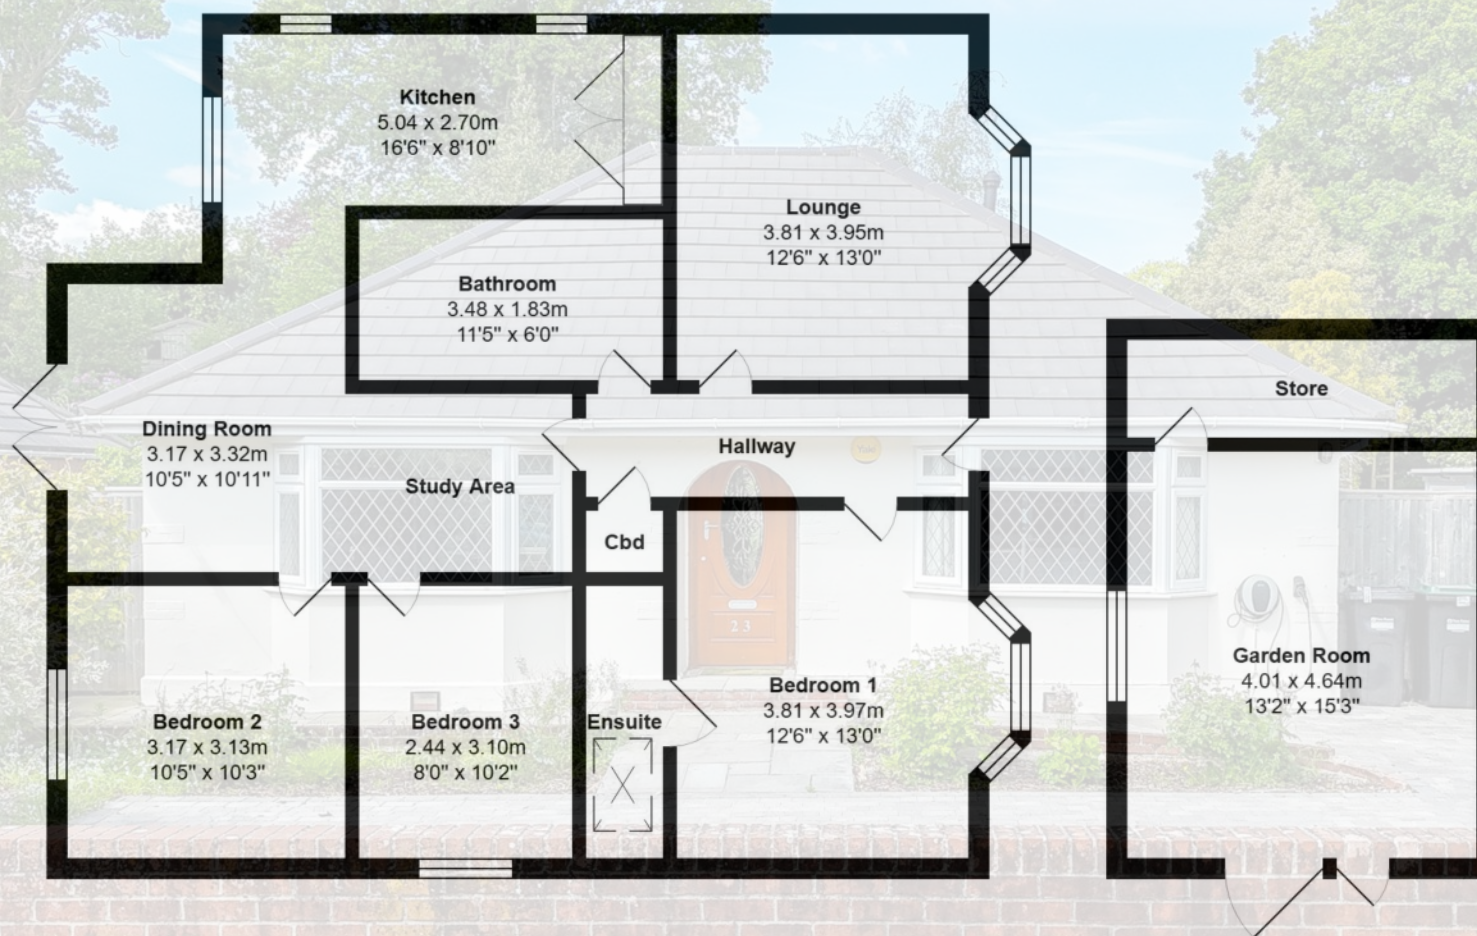 Kitchen
5.04 x 2.70m
16'6" x 8'10"
Lounge
3.81 x 3.95m
12'6" x 13'0"
Bathroom
3.48 x 1.83m
11'5" x 6'0"
Store
Dining Room
3.17 x 3.32m
10'5" x 10'11"
Hallway
Study Area
Cbd
23
Garden Room
4.01 x 4.64m
13'2" x 15'3"
Bedroom 1
3.81 x 3.97m
12'6" x 13'0"
Bedroom 2
3.17 x 3.13m
10'5" x 10'3"
Bedroom 3
2.44 x 3.10m
8'0" x 10'2"
Ensuite